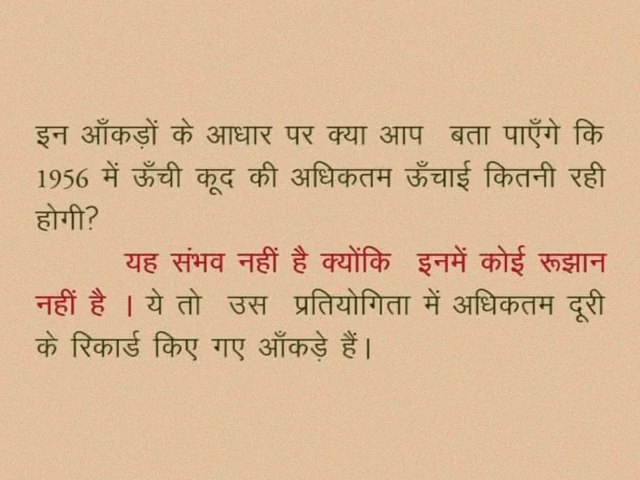 इन आँकड़ों के आधार पर क्या आप बता पाएँगे कि
1956 में ऊँची कूद की अधिकतम ऊँचाई कितनी रही
होगी?
यह संभव नहीं है क्योंकि इनमें कोई रूझान
नहीं है । ये तो उस प्रतियोगिता में अधिकतम दूरी
के रिकार्ड किए गए आँकड़े हैं।